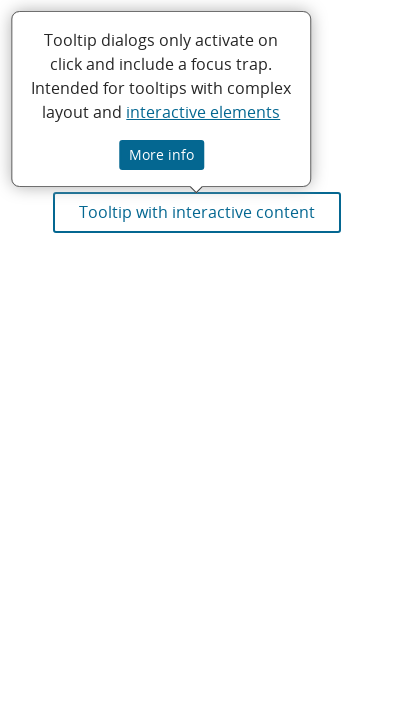 Tooltip dialogs only activate on
click and include a focus trap.
Intended for tooltips with complex
layout and interactive elements
More info
Tooltip with interactive content